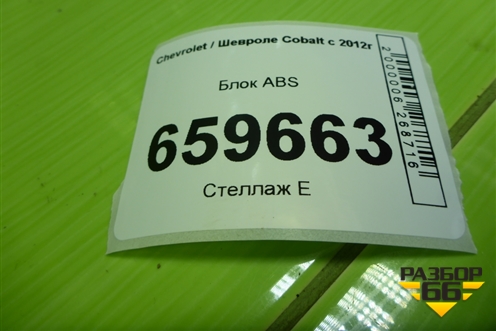 Chevrolet / Шевроле Cobalt с 2012г
Блок ABS
659663
Стеллаж Е
2000006268716
РАЗБОР
66